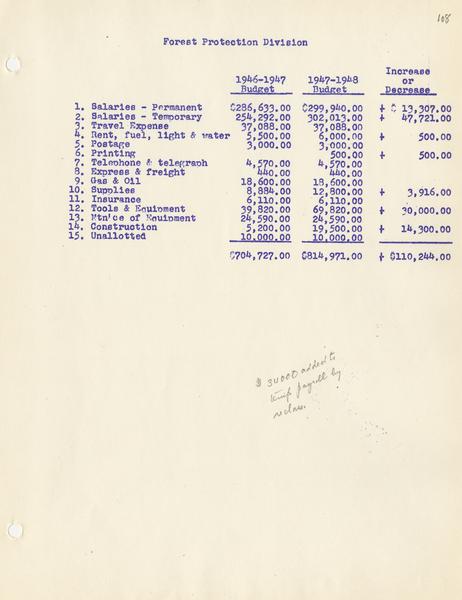 108
Forest Protection Division
1946-1947 Budget 1947-1948 Budget Increase or Decrease
1. Salaries - Permanent $286,633.00 $299,940.00 + $ 13,307.00
2. Salaries - Temporary 254,292.00 302,013.00 + 47,721.00
3. Travel Expense 37,088.00 37,088.00
4. Rent, fuel, light & water 5,500.00 6,000.00 + 500.00
5. Postage 3,000.00 3,000.00
6. Printing 500.00 + 500.00
7. Telephone & telegraph 4,570.00 4,570.00
8. Express & freight 440.00 440.00
9. Gas & Oil 18,600.00 18,600.00
10. Supplies 8,884.00 12,800.00 + 3,916.00
11. Insurance 6,110.00 6,110.00
12. Tools & Equipment 39,820.00 69,820.00 + 30,000.00
13. Mtn'ce of Equipment 24,590.00 24,590.00
14. Construction 5,200.00 19,500.00 + 14,300.00
15. Unallotted 10,000.00 10,000.00
$704,727.00 $814,971.00 + $110,244.00
$ 34000 added to
temp payroll by